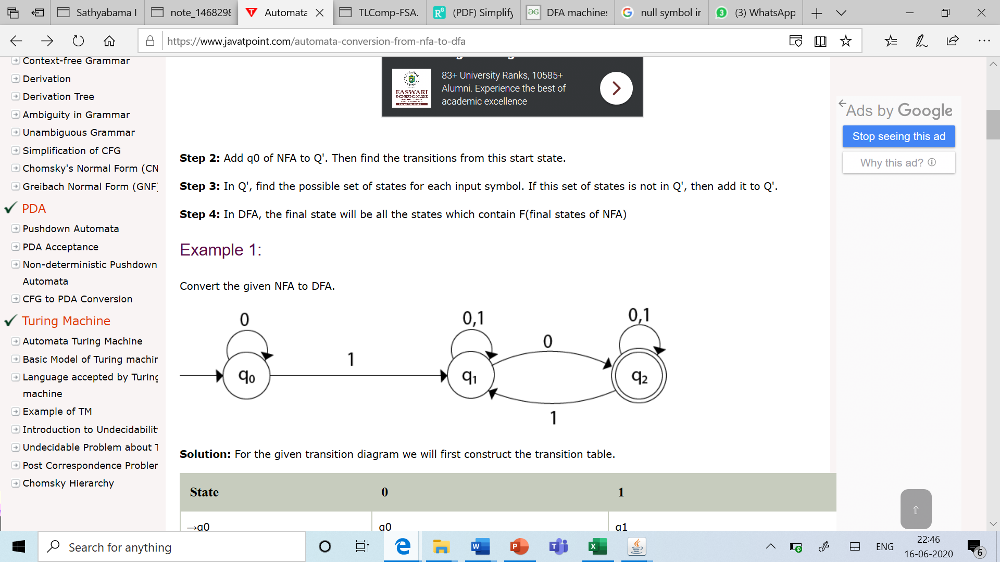 Sathyabama I
note_1468298
Automata
TLComp-FSA.
(PDF) Simplify
DFA machines
null symbol ir
(3) WhatsApp
https://www.javatpoint.com/automata-conversion-from-nfa-to-dfa
Context-free Grammar
Derivation
Derivation Tree
Ambiguity in Grammar
Unambiguous Grammar
Simplification of CFG
Chomsky's Normal Form (CN
Greibach Normal Form (GNF)
PDA
Pushdown Automata
PDA Acceptance
Non-deterministic Pushdown
Automata
CFG to PDA Conversion
Turing Machine
Automata Turing Machine
Basic Model of Turing machin
Language accepted by Turing
machine
Example of TM
Introduction to Undecidabilit
Undecidable Problem about T
Post Correspondence Problem
Chomsky Hierarchy
EASWARI
ENGINEERING COLLEGE
83+ University Ranks, 10585+
Alumni. Experience the best of
academic excellence
Step 2: Add q0 of NFA to Q'. Then find the transitions from this start state.
Step 3: In Q', find the possible set of states for each input symbol. If this set of states is not in Q', then add it to Q'.
Step 4: In DFA, the final state will be all the states which contain F(final states of NFA)
Example 1:
Convert the given NFA to DFA.
0
0,1
0,1
1
0
q0
q1
q2
1
Solution: For the given transition diagram we will first construct the transition table.
State 0 1
→q0 q0 q1
Ads by Google
Stop seeing this ad
Why this ad?
Search for anything
ENG
22:46
16-06-2020
6